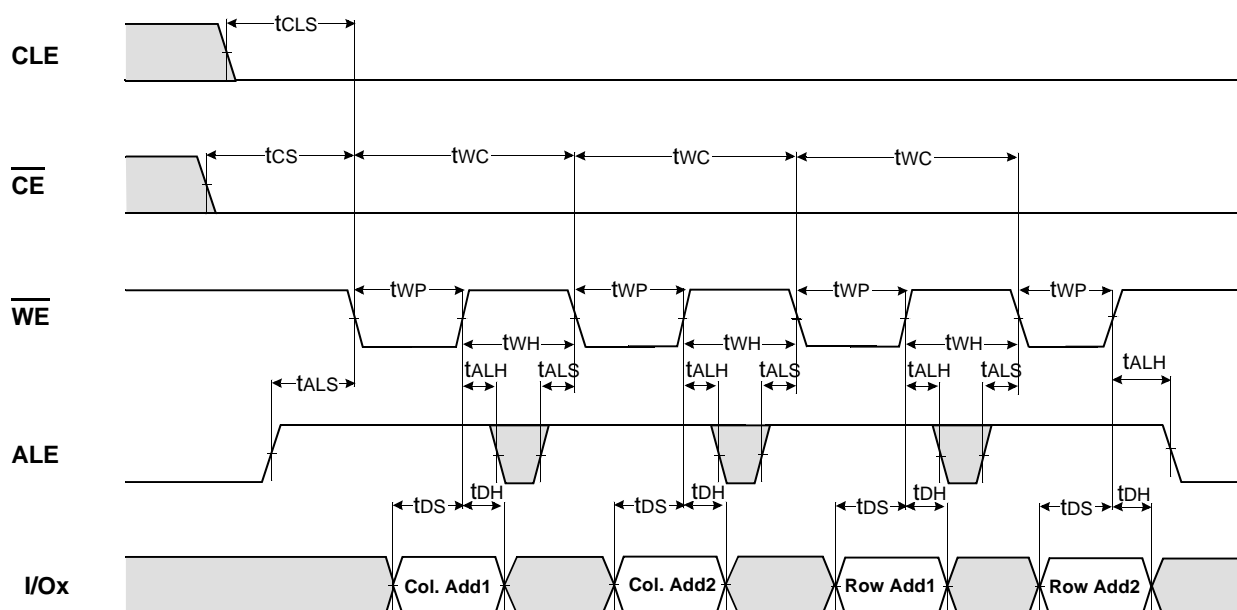 tCLS
CLE
tCS tWC tWC tWC
CE
tWP tWP tWP tWP
WE
tWH tWH tWH
tALH tALS tALH tALS tALH tALS tALH
tALS
ALE
tDS tDH tDS tDH tDS tDH tDS tDH
I/Ox Col. Add1 Col. Add2 Row Add1 Row Add2